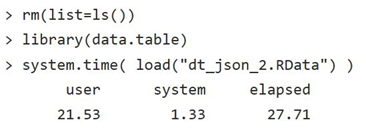 > rm(list=ls())
> library(data.table)
> system.time( load("dt_json_2.RData") )
user system elapsed
21.53 1.33 27.71